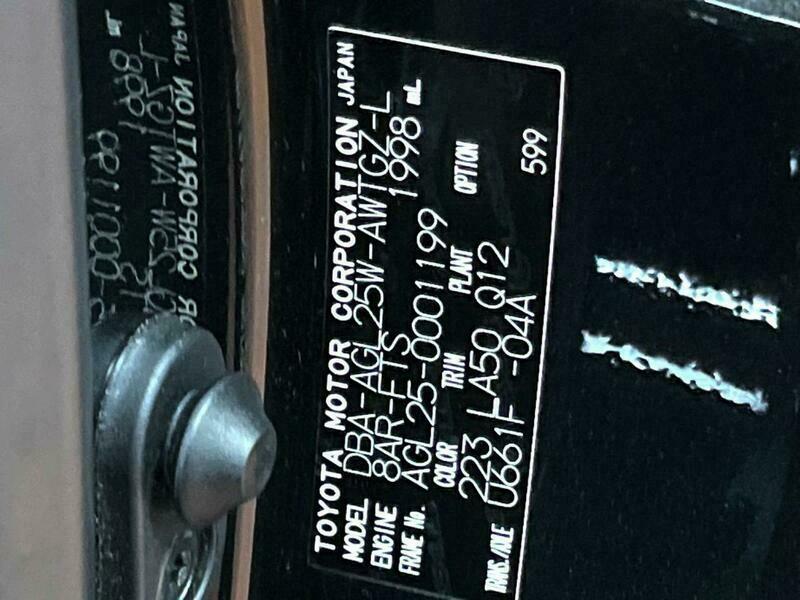 TOYOTA MOTOR CORPORATION JAPAN
MODEL DBA-AGL25W-AWTGZ-L
ENGINE 8AR-FTS 1998 mL
FRAME No. AGL25-0001199
COLOR TRIM PLANT OPTION
223 LA50 Q12
TRNS./AXLE U661F -04A 599